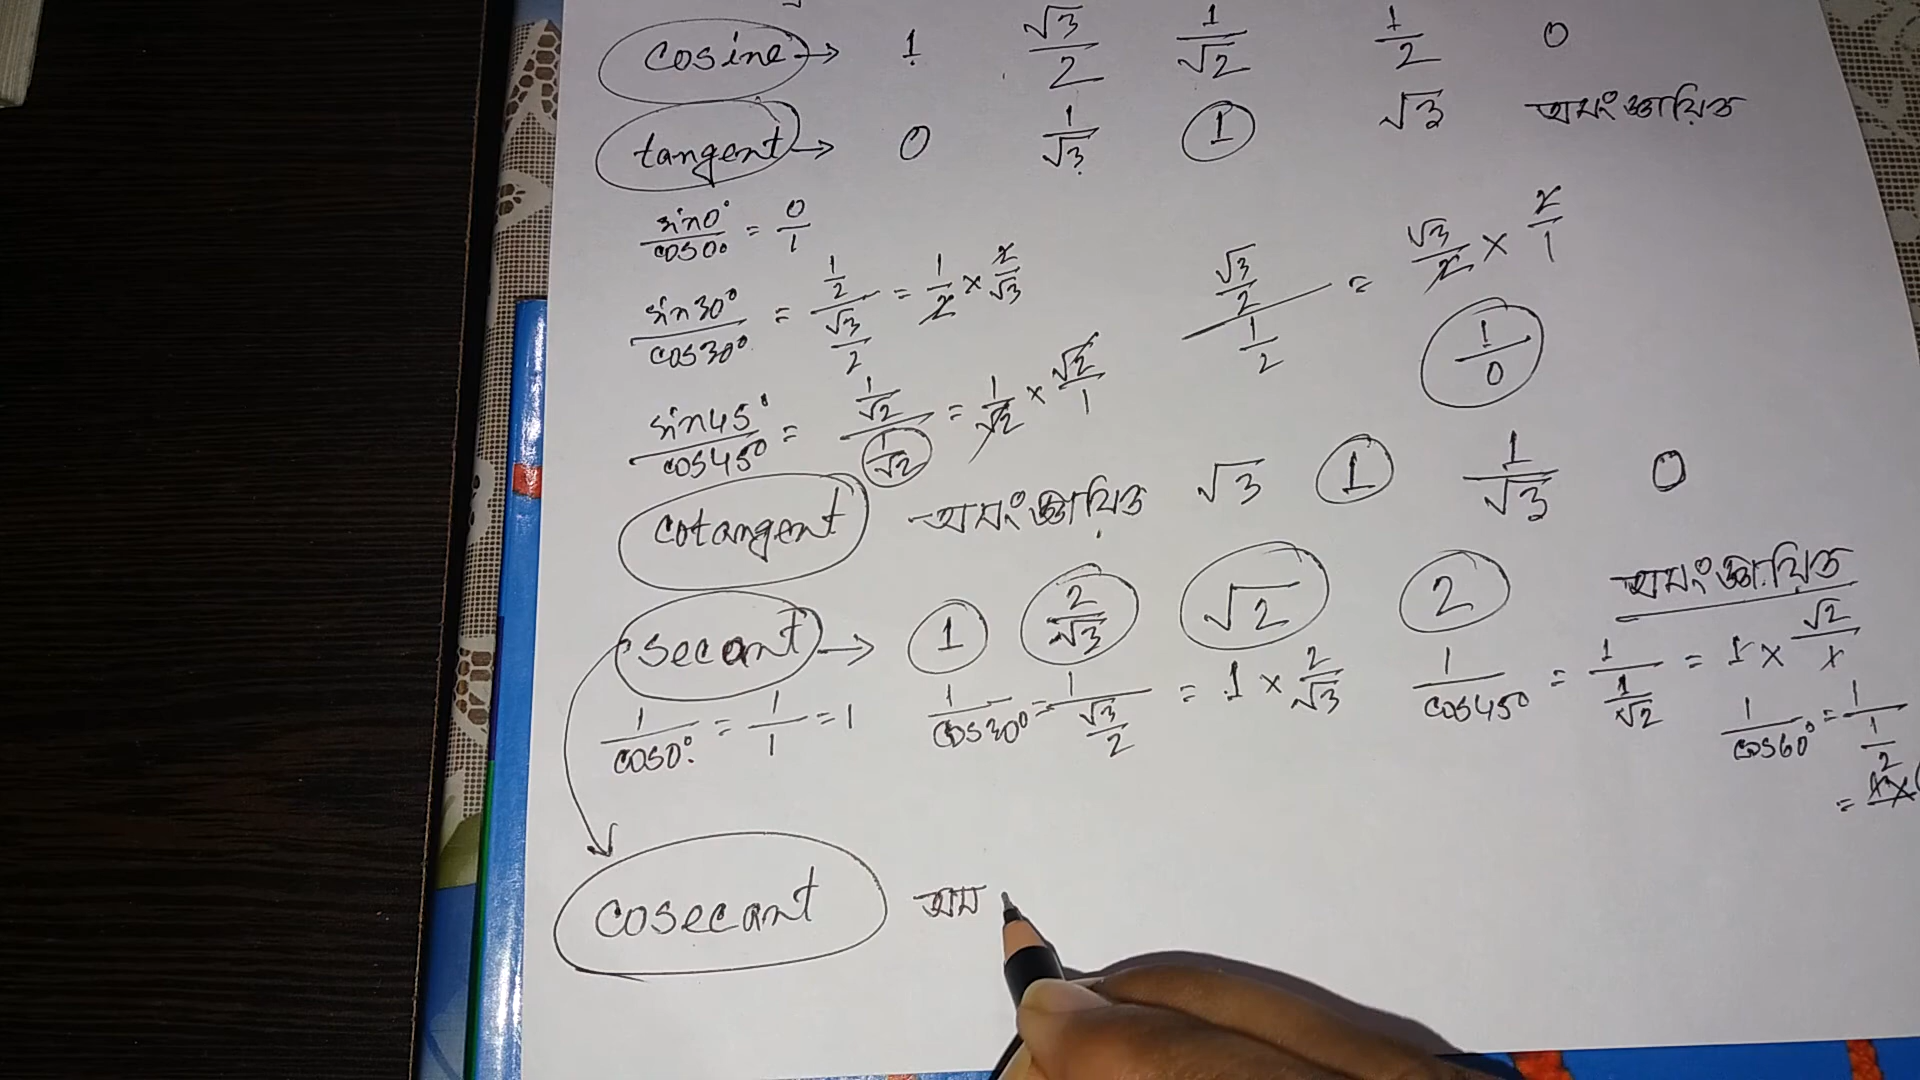 cosine → 1 √3/2 1/√2 1/2 0
tangent → 0 1/√3 1 √3 অসংজ্ঞায়িত
sin0°/cos0° = 0/1
sin30°/cos30° = 1/2/√3/2 = 1/2 × 2/√3
√3/2/1/2 = √3/2 × 2/1
1/0
sin45°/cos45° = 1/√2/1/√2 = 1/√2 × √2/1
cotangent অসংজ্ঞায়িত √3 1 1/√3 0
secant → 1 2/√3 √2 2 অসংজ্ঞায়িত
1/cos0° = 1/1 = 1
1/cos30° = 1/√3/2 = 1 × 2/√3
1/cos45° = 1/1/√2 = 1 × √2/1
1/cos60° = 1/1/2
cosecant অস